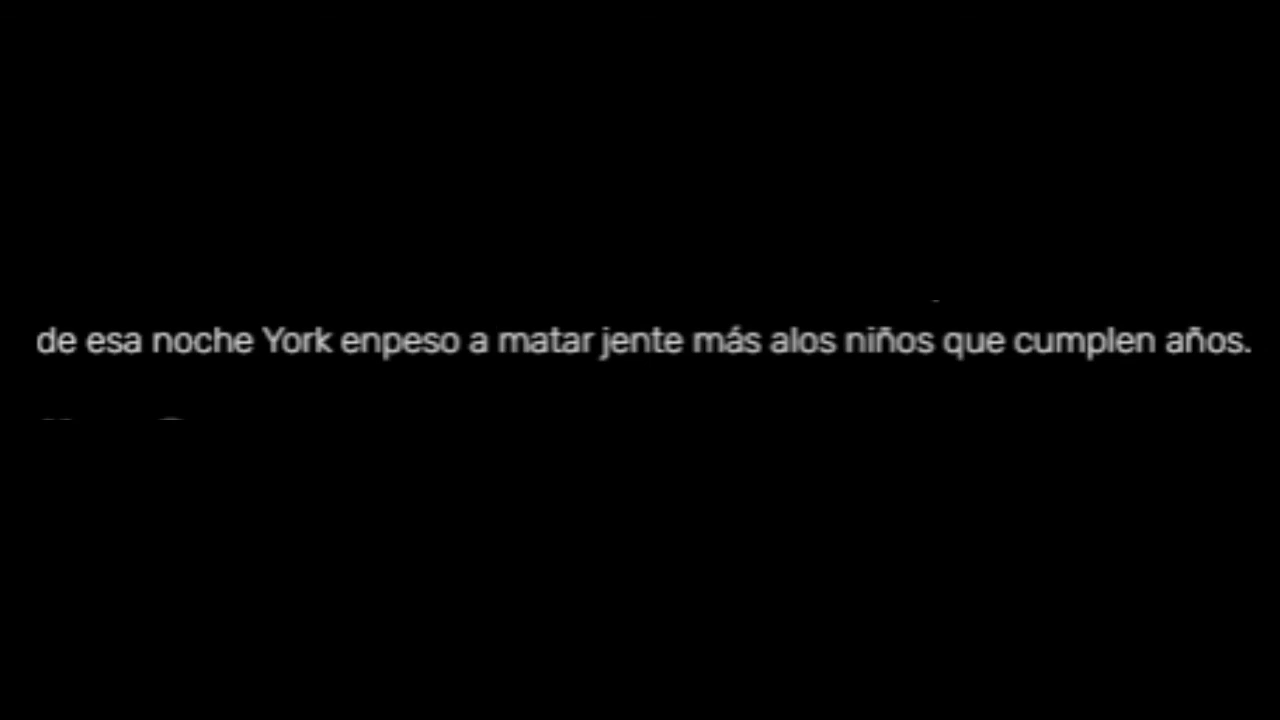 de esa noche York enpeso a matar jente más alos niños que cumplen años.